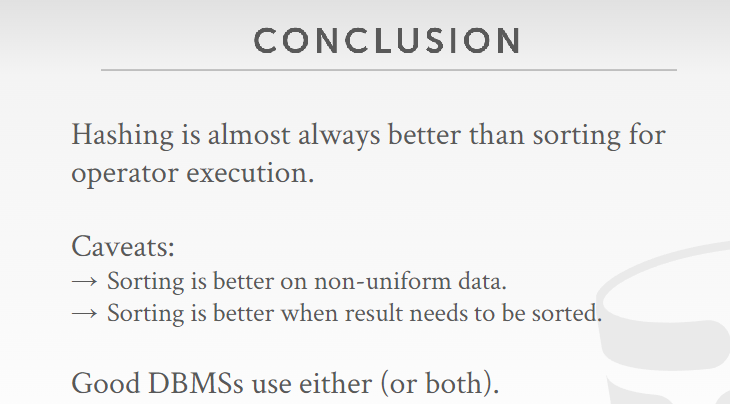 CONCLUSION
Hashing is almost always better than sorting for
operator execution.
Caveats:
→ Sorting is better on non-uniform data.
→ Sorting is better when result needs to be sorted.
Good DBMSs use either (or both).